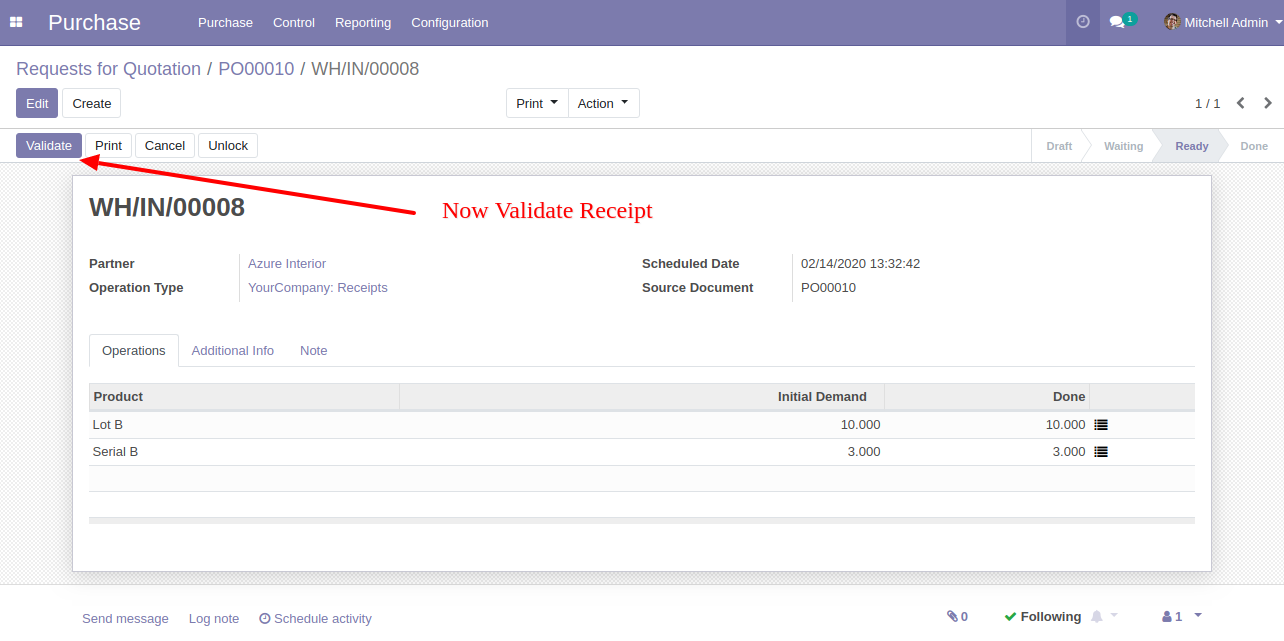 Purchase Purchase Control Reporting Configuration 1 Mitchell Admin
Requests for Quotation / PO00010 / WH/IN/00008
Edit Create Print Action 1 / 1
Validate Print Cancel Unlock Draft Waiting Ready Done
WH/IN/00008
Now Validate Receipt
Partner Azure Interior Scheduled Date 02/14/2020 13:32:42
Operation Type YourCompany: Receipts Source Document PO00010
Operations Additional Info Note
Product Initial Demand Done
Lot B 10.000 10.000
Serial B 3.000 3.000
Send message Log note Schedule activity 0 Following 1